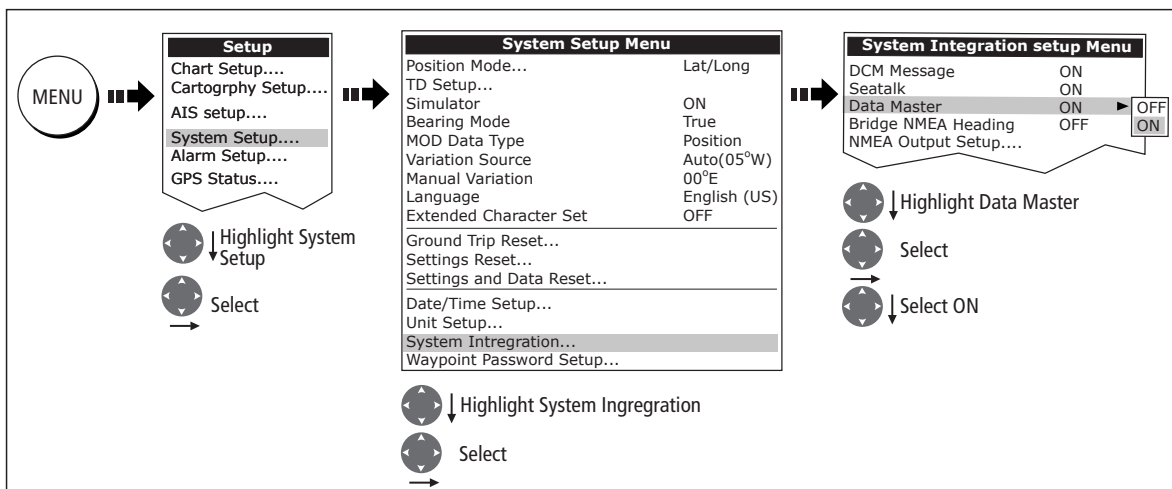 MENU
Setup
Chart Setup....
Cartogrphy Setup....
AIS setup....
System Setup....
Alarm Setup....
GPS Status....
Highlight System
Setup
Select
System Setup Menu
Position Mode... Lat/Long
TD Setup...
Simulator ON
Bearing Mode True
MOD Data Type Position
Variation Source Auto(05°W)
Manual Variation 00°E
Language English (US)
Extended Character Set OFF
Ground Trip Reset...
Settings Reset...
Settings and Data Reset...
Date/Time Setup...
Unit Setup...
System Intregration...
Waypoint Password Setup...
Highlight System Ingregration
Select
System Integration setup Menu
DCM Message ON
Seatalk ON
Data Master ON OFF
Bridge NMEA Heading OFF ON
NMEA Output Setup....
Highlight Data Master
Select
Select ON